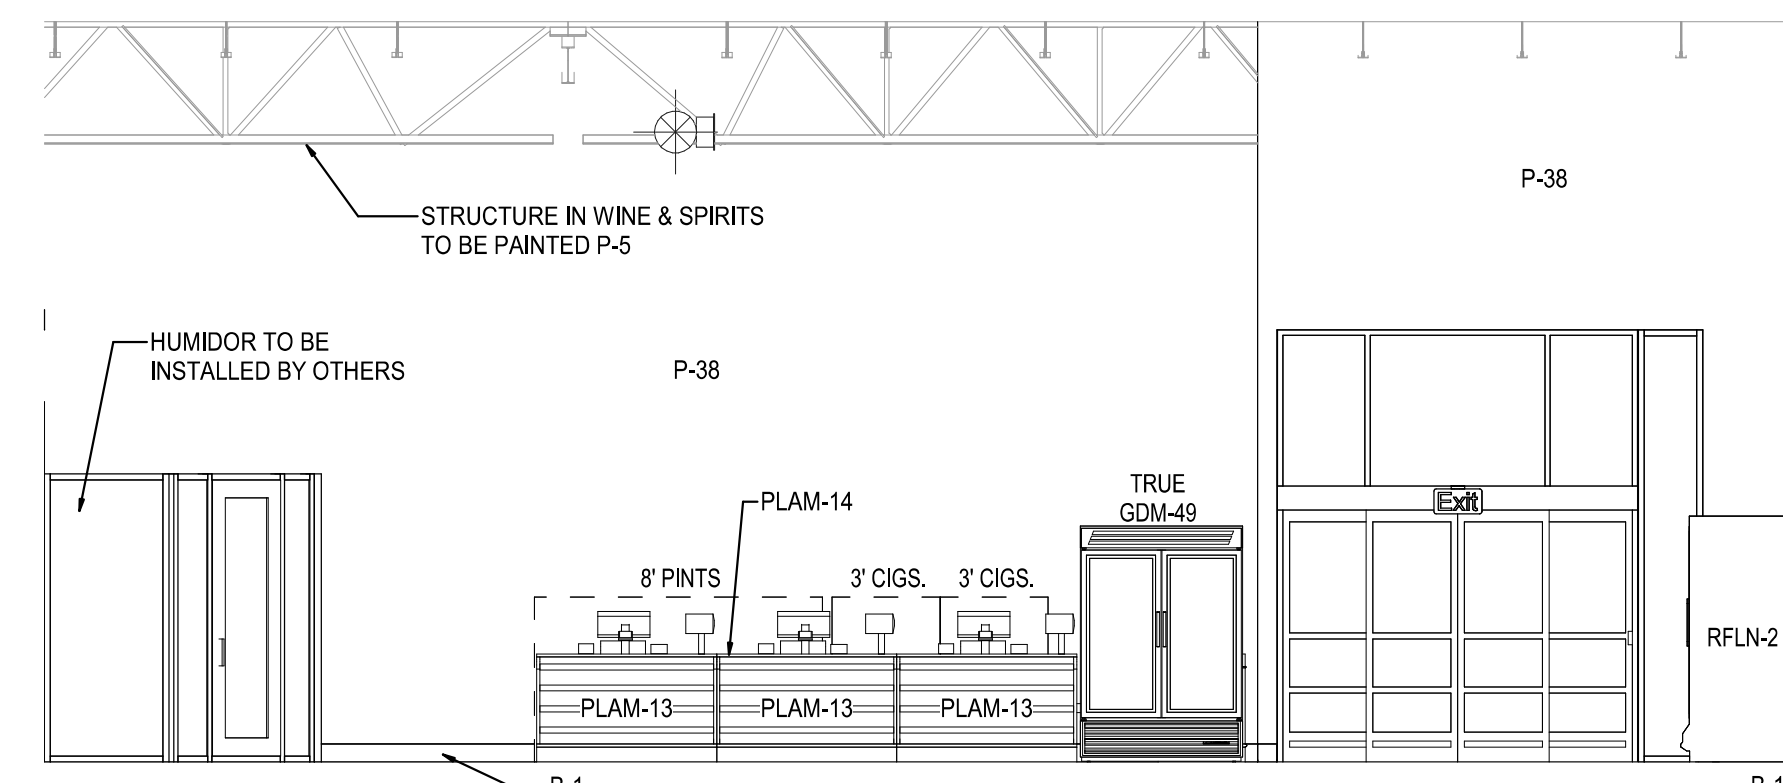 P-38
STRUCTURE IN WINE & SPIRITS
TO BE PAINTED P-5
HUMIDOR TO BE
INSTALLED BY OTHERS
P-38
TRUE
GDM-49
PLAM-14
Exit
8' PINTS
3' CIGS.
3' CIGS.
RFLN-2
PLAM-13
PLAM-13
PLAM-13